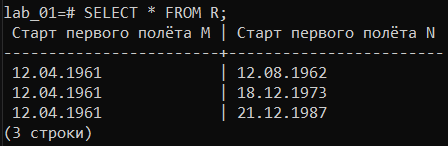 lab_01=# SELECT * FROM R;
 Старт первого полёта M | Старт первого полёта N
------------------------+------------------------
 12.04.1961             | 12.08.1962
 12.04.1961             | 18.12.1973
 12.04.1961             | 21.12.1987
(3 строки)